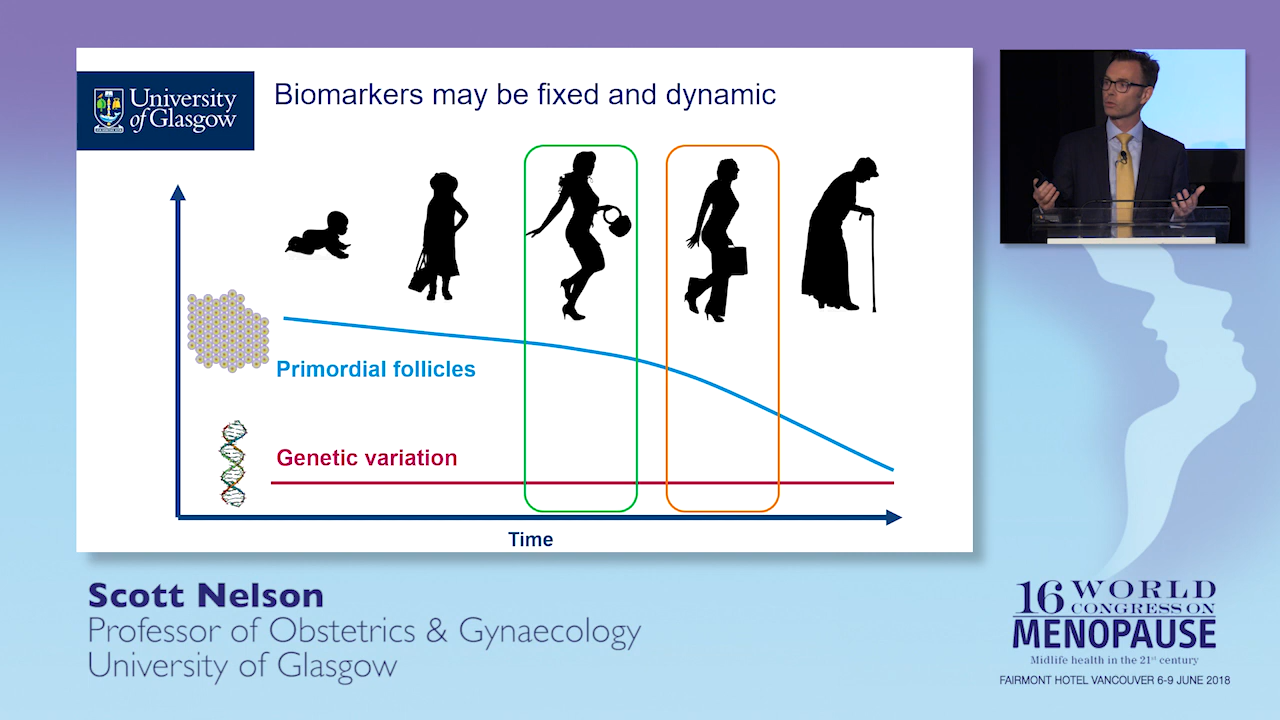 University
of Glasgow
Biomarkers may be fixed and dynamic
Primordial follicles
Genetic variation
Time
Scott Nelson
Professor of Obstetrics & Gynaecology
University of Glasgow
16 WORLD
CONGRESS ON
MENOPAUSE
Midlife health in the 21st century
FAIRMONT HOTEL VANCOUVER 6-9 JUNE 2018